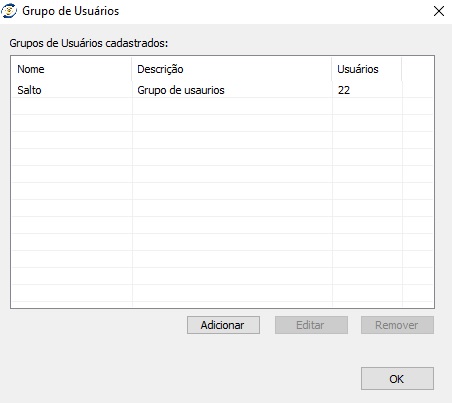 Grupo de Usuários
Grupos de Usuários cadastrados:
Nome Descrição Usuários
Salto Grupo de usaurios 22
Adicionar Editar Remover
OK